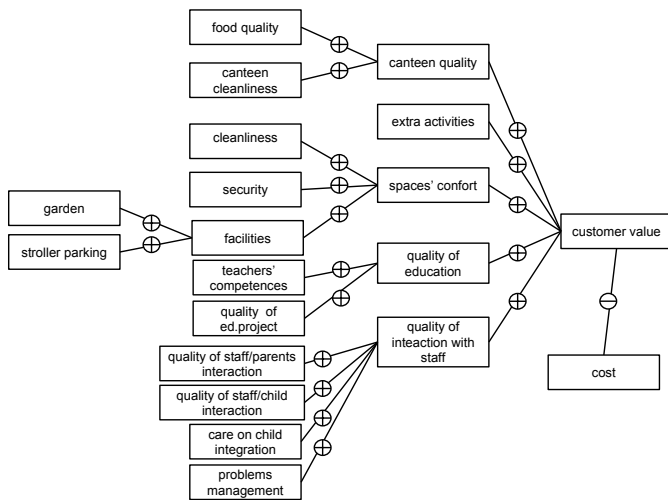 food quality
canteen
cleanliness
canteen quality
extra activities
cleanliness
security
spaces' confort
garden
stroller parking
facilities
customer value
teachers'
competences
quality of
education
quality of
ed.project
quality of
inteaction with
staff
quality of staff/parents
interaction
quality of staff/child
interaction
care on child
integration
problems
management
cost